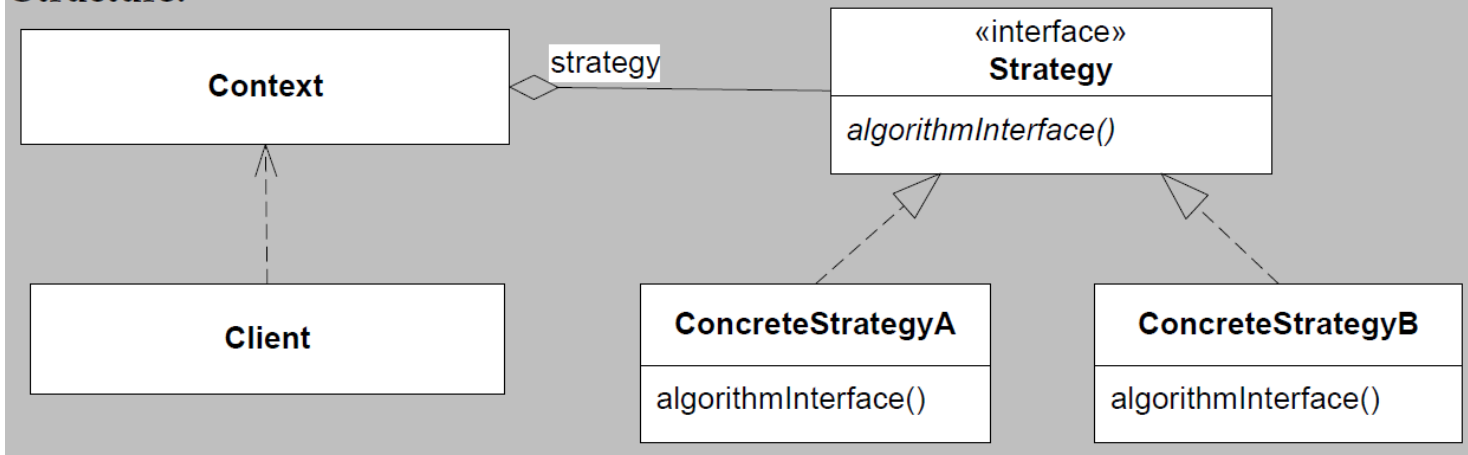 Context
strategy
«interface»
Strategy
algorithmInterface()
Client
ConcreteStrategyA
algorithmInterface()
ConcreteStrategyB
algorithmInterface()